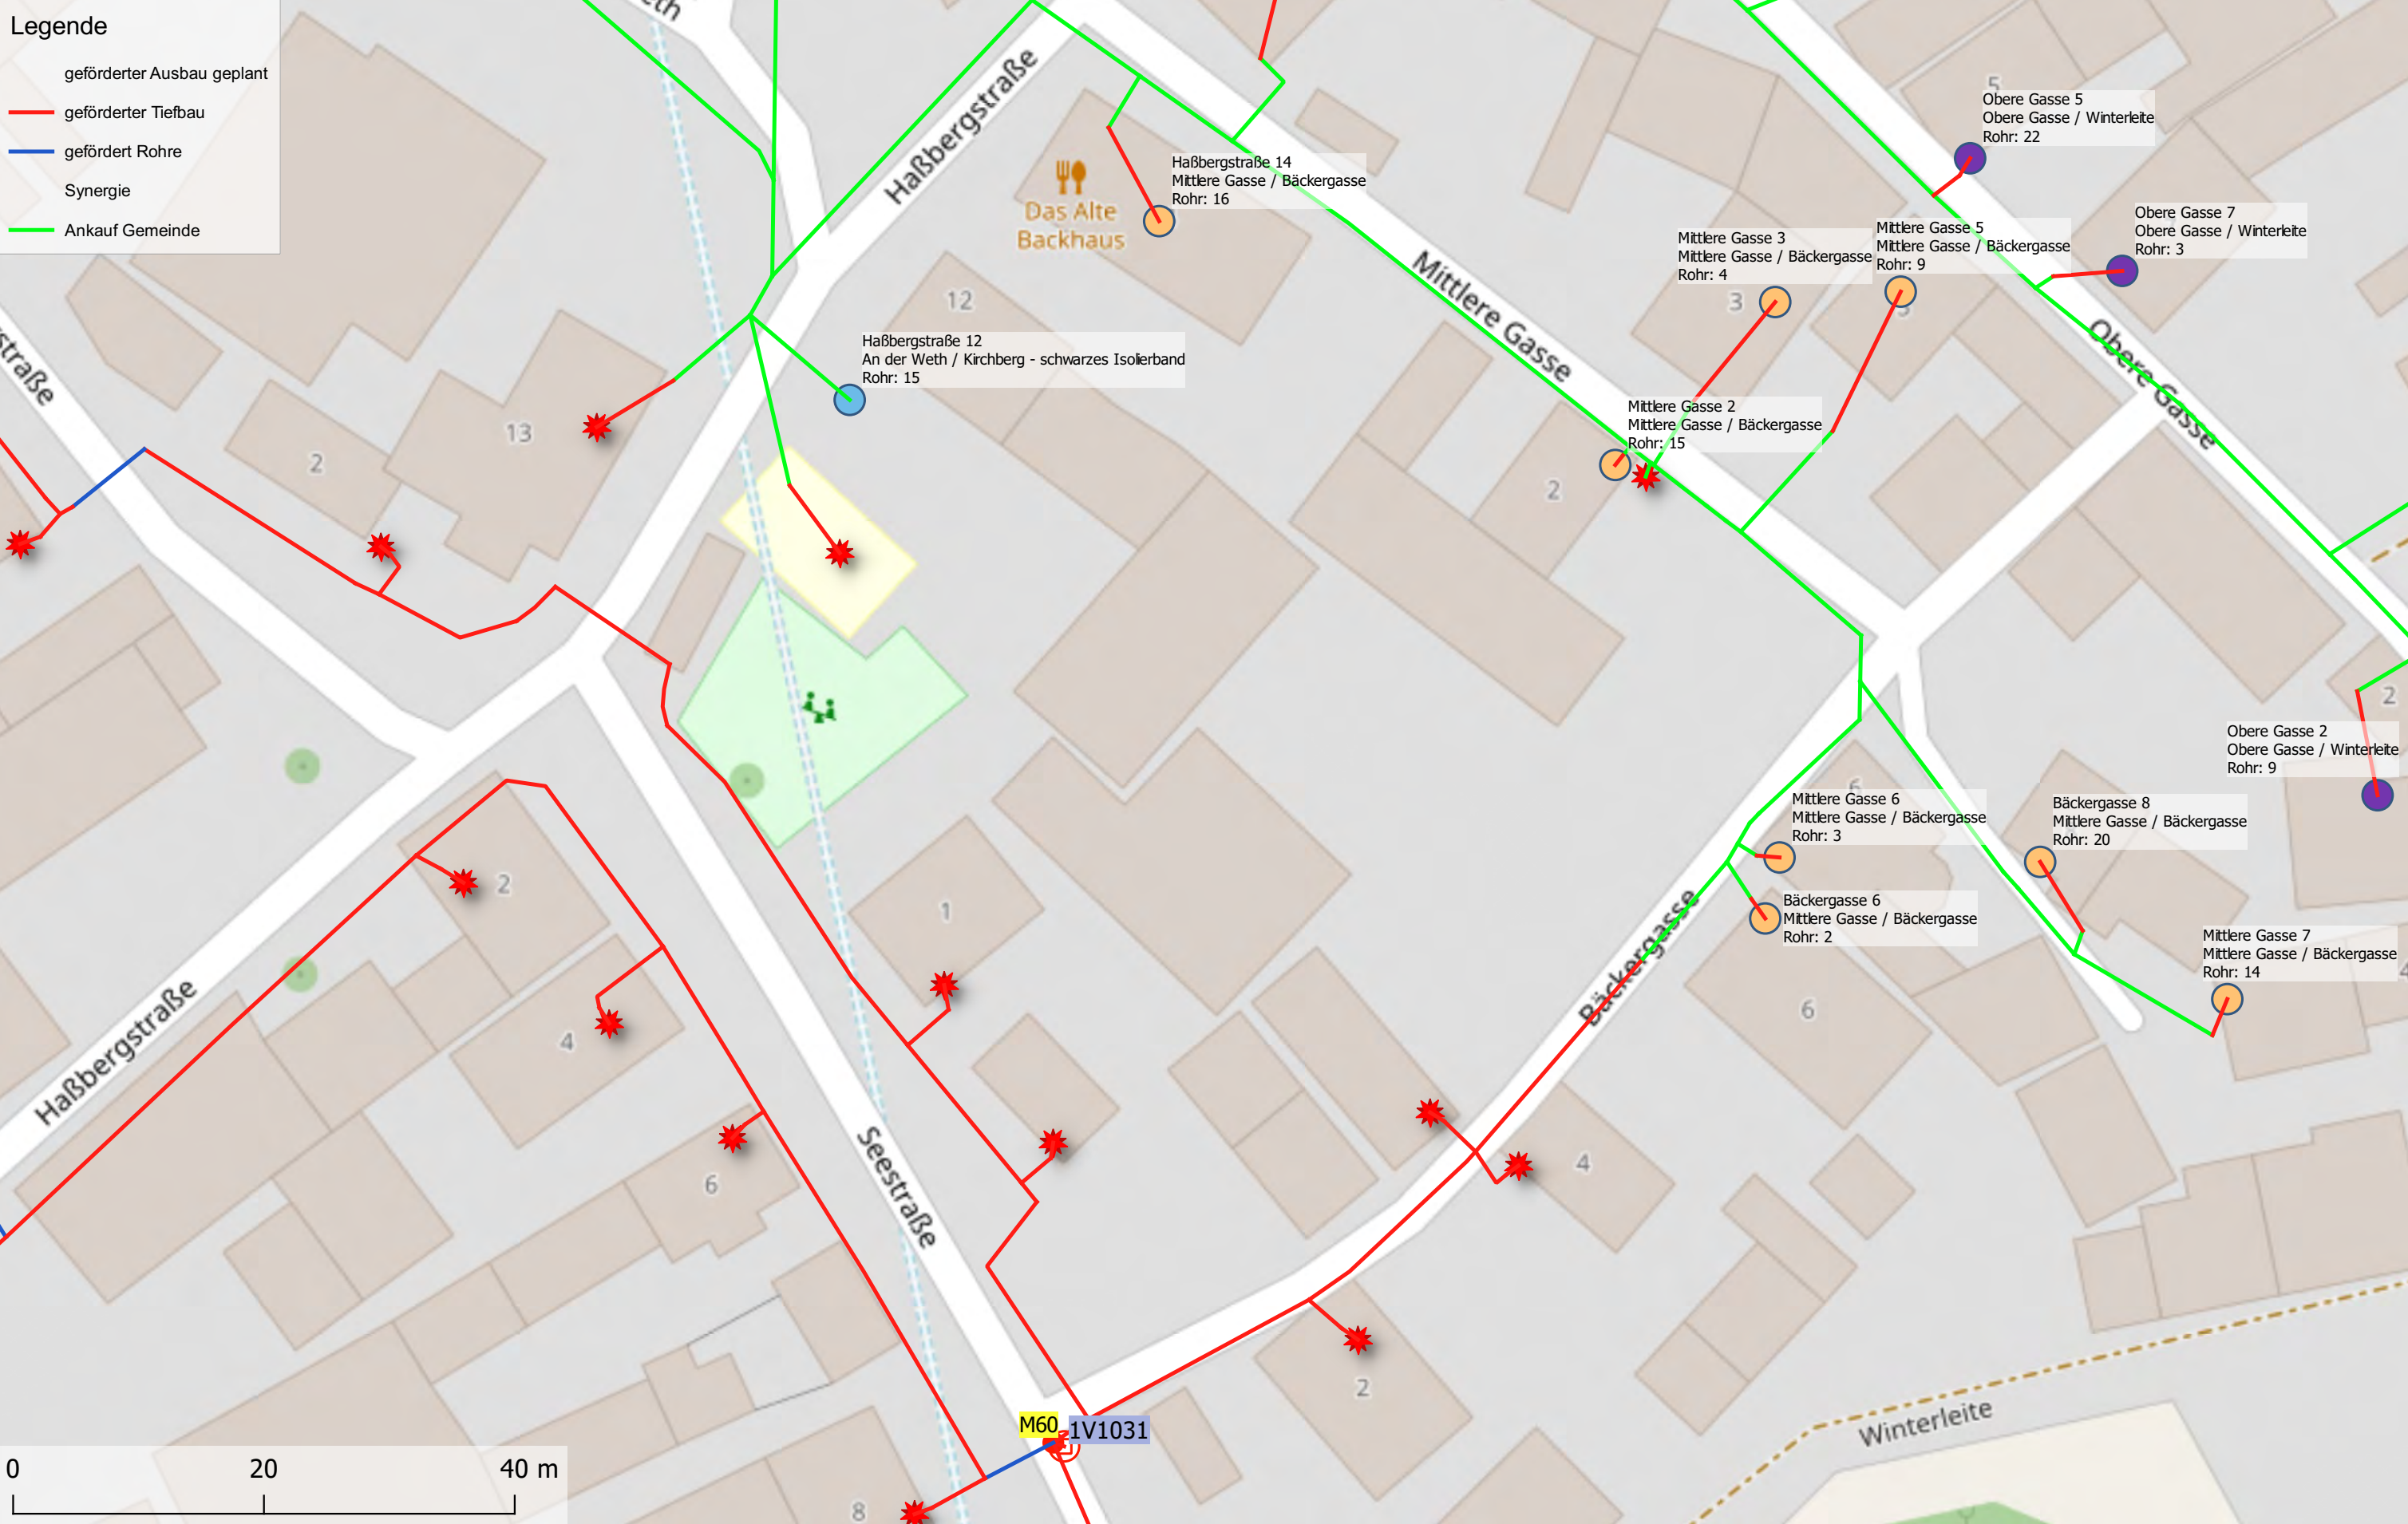 Legende
geförderter Ausbau geplant
geförderter Tiefbau
gefördert Rohre
Synergie
Ankauf Gemeinde
eth
Haßbergstraße
5
Obere Gasse 5
Obere Gasse / Winterleite
Rohr: 22
Haßbergstraße 14
Mittlere Gasse / Bäckergasse
Rohr: 16
Das Alte
Backhaus
Obere Gasse 7
Obere Gasse / Winterleite
Rohr: 3
Mittlere Gasse 3
Mittlere Gasse / Bäckergasse
Rohr: 4
Mittlere Gasse 5
Mittlere Gasse / Bäckergasse
Rohr: 9
3
5
12
Mittlere Gasse
Obere Gasse
straße
Haßbergstraße 12
An der Weth / Kirchberg - schwarzes Isolierband
Rohr: 15
Mittlere Gasse 2
Mittlere Gasse / Bäckergasse
Rohr: 15
13
2
2
2
Obere Gasse 2
Obere Gasse / Winterleite
Rohr: 9
6
Mittlere Gasse 6
Mittlere Gasse / Bäckergasse
Rohr: 3
Bäckergasse 8
Mittlere Gasse / Bäckergasse
Rohr: 20
2
1
Bäckergasse 6
Mittlere Gasse / Bäckergasse
Rohr: 2
Mittlere Gasse 7
Mittlere Gasse / Bäckergasse
Rohr: 14
4
Bäckergasse
6
Haßbergstraße
4
4
6
Seestraße
2
M60
1V1031
Winterleite
8
0 20 40 m